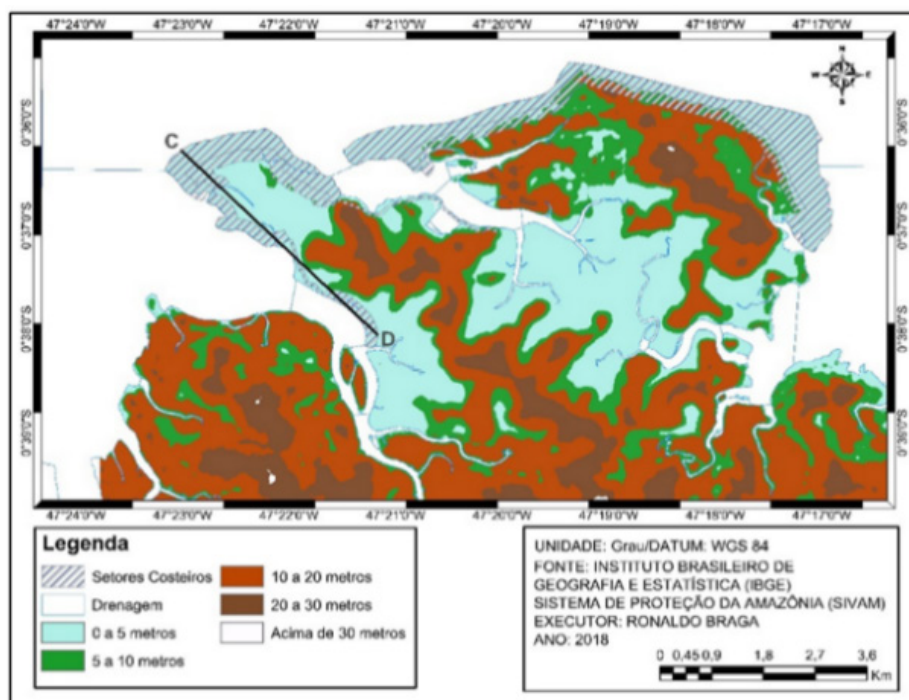 47°24'0"W 47°23'0"W 47°22'0"W 47°21'0"W 47°20'0"W 47°19'0"W 47°18'0"W 47°17'0"W
N
W E
S
0°36'0"S 0°36'0"S
C
0°37'0"S 0°37'0"S
0°38'0"S 0°38'0"S
D
47°24'0"W 47°23'0"W 47°22'0"W 47°21'0"W 47°20'0"W 47°19'0"W 47°18'0"W 47°17'0"W
Legenda
Setores Costeiros
Drenagem
0 a 5 metros
5 a 10 metros
10 a 20 metros
20 a 30 metros
Acima de 30 metros
UNIDADE: Grau/DATUM: WGS 84
FONTE: INSTITUTO BRASILEIRO DE
GEOGRAFIA E ESTATÍSTICA (IBGE)
SISTEMA DE PROTEÇÃO DA AMAZÔNIA (SIVAM)
EXECUTOR: RONALDO BRAGA
ANO: 2018
0 0,45 0,9 1,8 2,7 3,6
Km